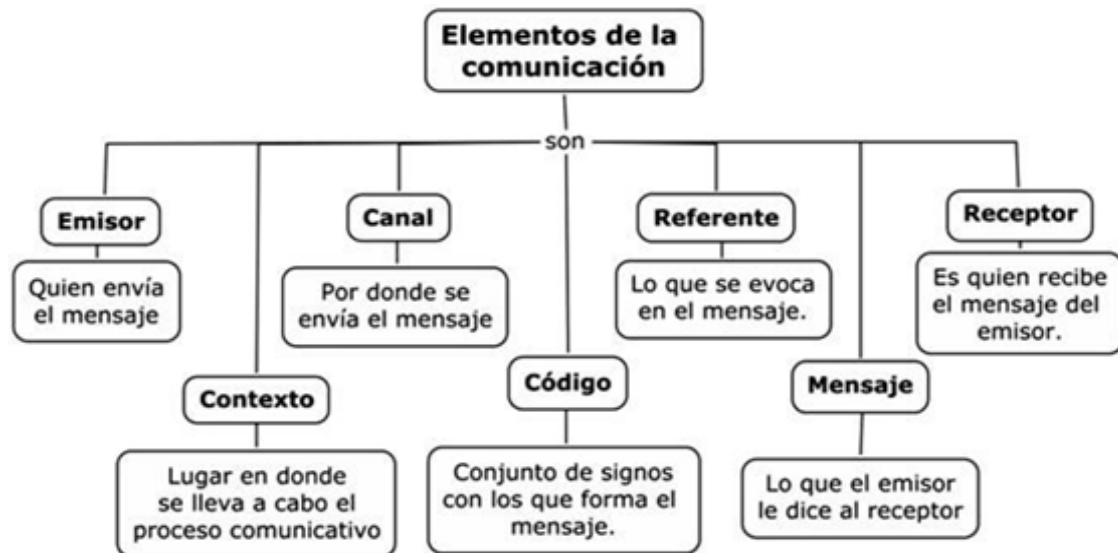 Elementos de la
comunicación
son
Emisor
Quien envía
el mensaje
Contexto
Lugar en donde
se lleva a cabo el
proceso comunicativo
Canal
Por donde se
envía el mensaje
Código
Conjunto de signos
con los que forma el
mensaje.
Referente
Lo que se evoca
en el mensaje.
Mensaje
Lo que el emisor
le dice al receptor
Receptor
Es quien recibe
el mensaje del
emisor.